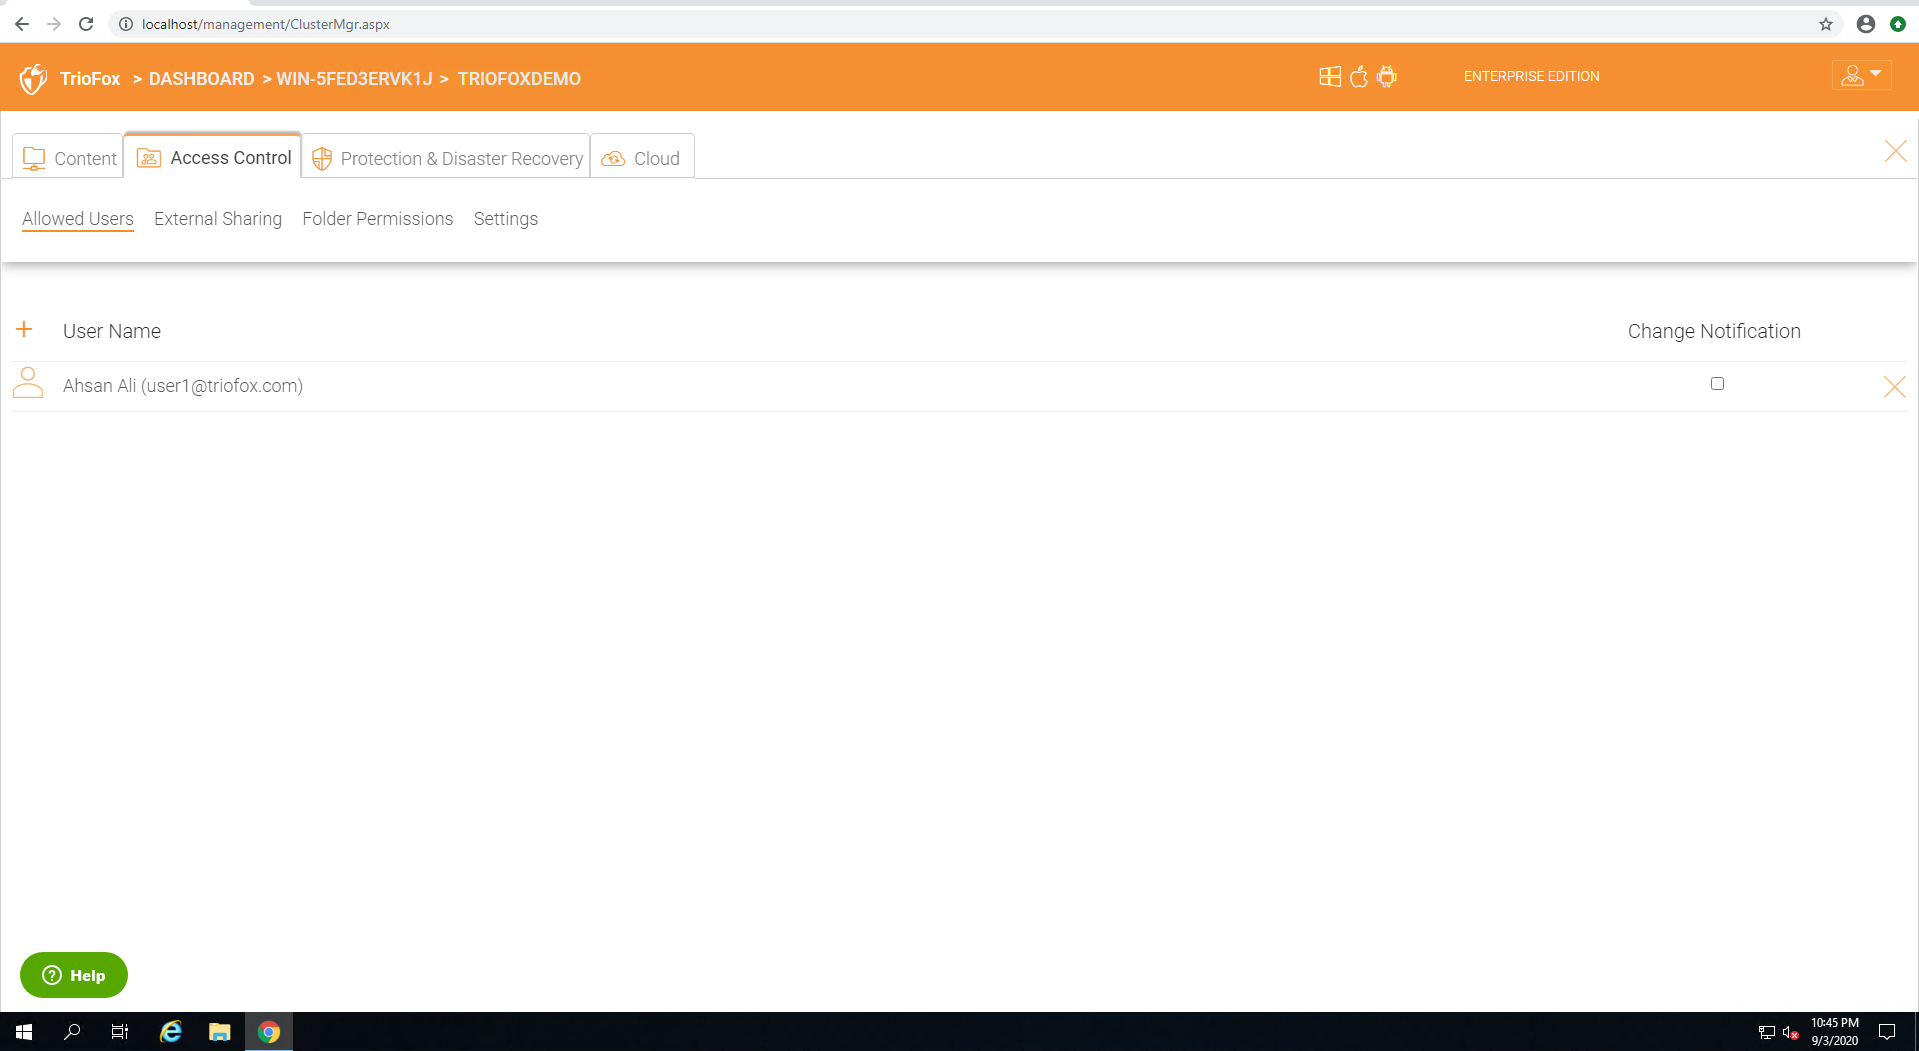 localhost/management/ClusterMgr.aspx
TrioFox > DASHBOARD > WIN-5FED3ERVK1J > TRIOFOXDEMO
ENTERPRISE EDITION
Content
Access Control
Protection & Disaster Recovery
Cloud
Allowed Users
External Sharing
Folder Permissions
Settings
User Name
Change Notification
Ahsan Ali (user1@triofox.com)
Help
10:45 PM
9/3/2020